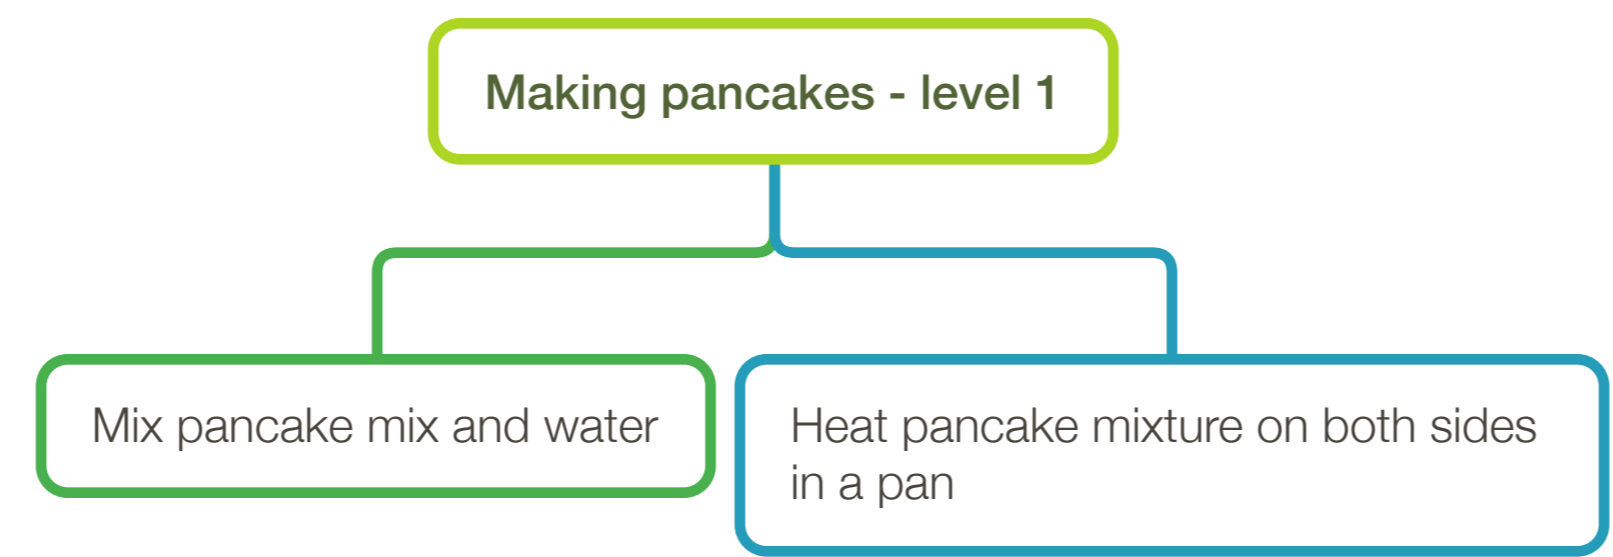 Making pancakes - level 1
Mix pancake mix and water
Heat pancake mixture on both sides
in a pan